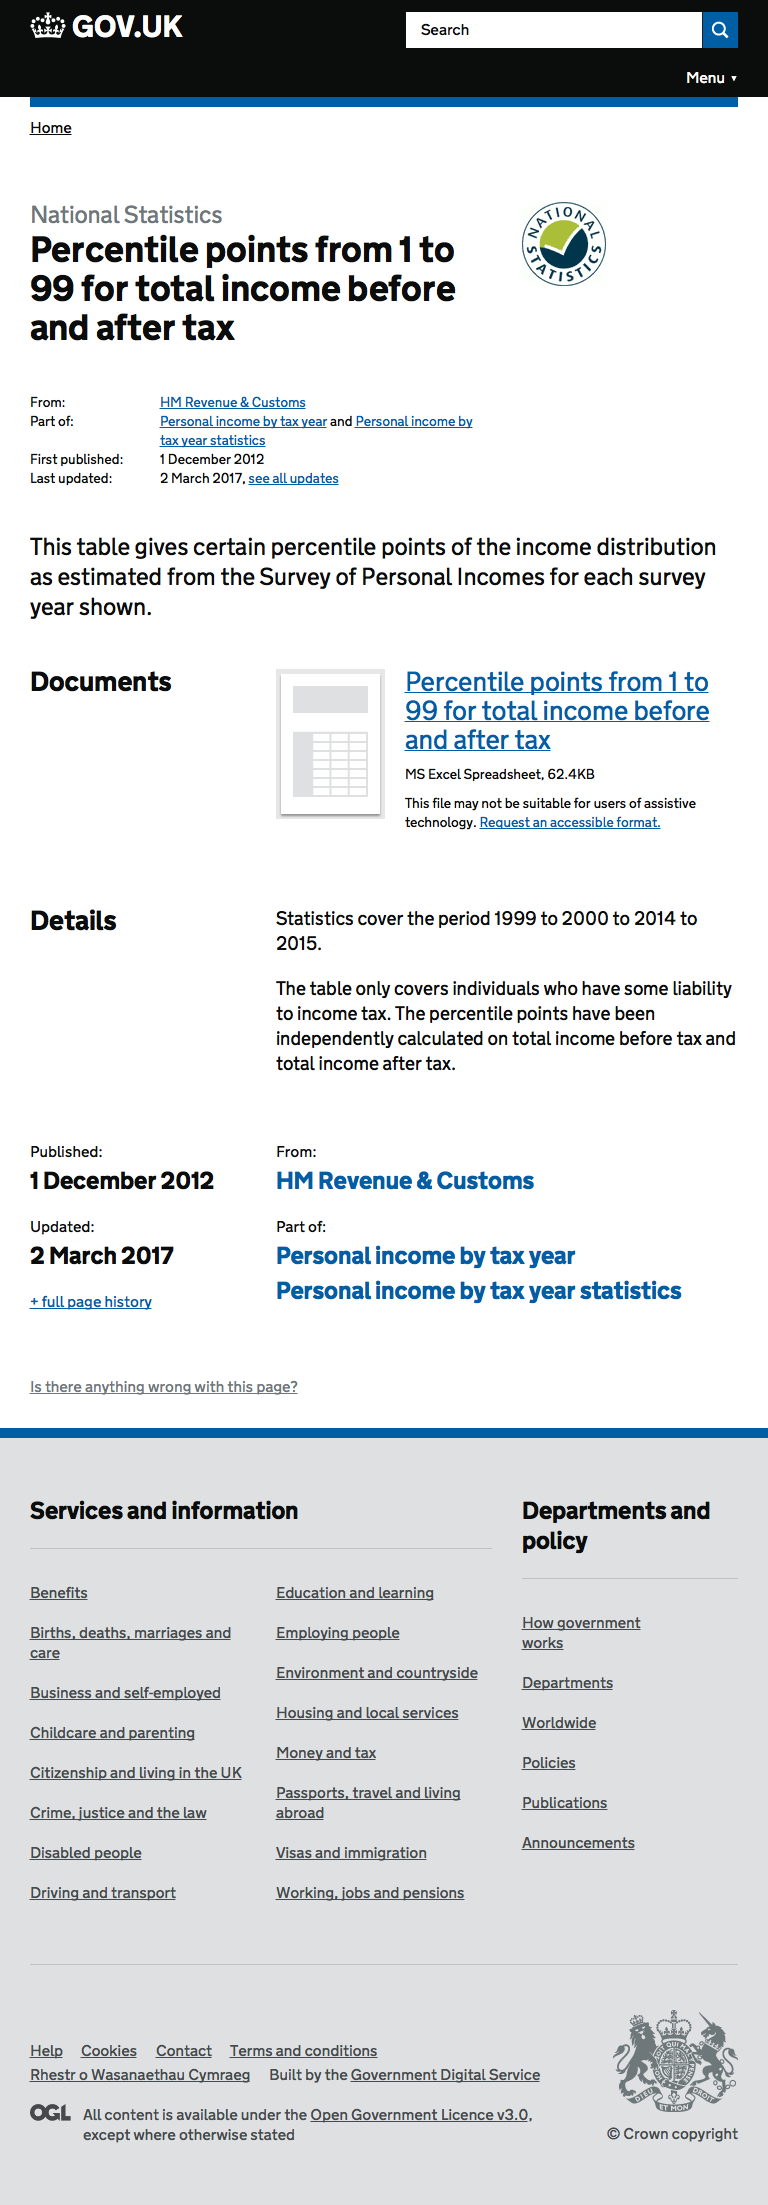 GOV.UK
Search
Menu ▼
Home
National Statistics
Percentile points from 1 to
99 for total income before
and after tax
NATIONAL STATISTICS
From: HM Revenue & Customs
Part of: Personal income by tax year and Personal income by
tax year statistics
First published: 1 December 2012
Last updated: 2 March 2017, see all updates
This table gives certain percentile points of the income distribution
as estimated from the Survey of Personal Incomes for each survey
year shown.
Documents
Percentile points from 1 to
99 for total income before
and after tax
MS Excel Spreadsheet, 62.4KB
This file may not be suitable for users of assistive
technology. Request an accessible format.
Details
Statistics cover the period 1999 to 2000 to 2014 to
2015.
The table only covers individuals who have some liability
to income tax. The percentile points have been
independently calculated on total income before tax and
total income after tax.
Published:
1 December 2012
Updated:
2 March 2017
+ full page history
From:
HM Revenue & Customs
Part of:
Personal income by tax year
Personal income by tax year statistics
Is there anything wrong with this page?
Services and information
Benefits
Births, deaths, marriages and
care
Business and self-employed
Childcare and parenting
Citizenship and living in the UK
Crime, justice and the law
Disabled people
Driving and transport
Education and learning
Employing people
Environment and countryside
Housing and local services
Money and tax
Passports, travel and living
abroad
Visas and immigration
Working, jobs and pensions
Departments and
policy
How government
works
Departments
Worldwide
Policies
Publications
Announcements
Help Cookies Contact Terms and conditions
Rhestr o Wasanaethau Cymraeg Built by the Government Digital Service
OGL All content is available under the Open Government Licence v3.0,
except where otherwise stated
DIEU ET MON DROIT
© Crown copyright